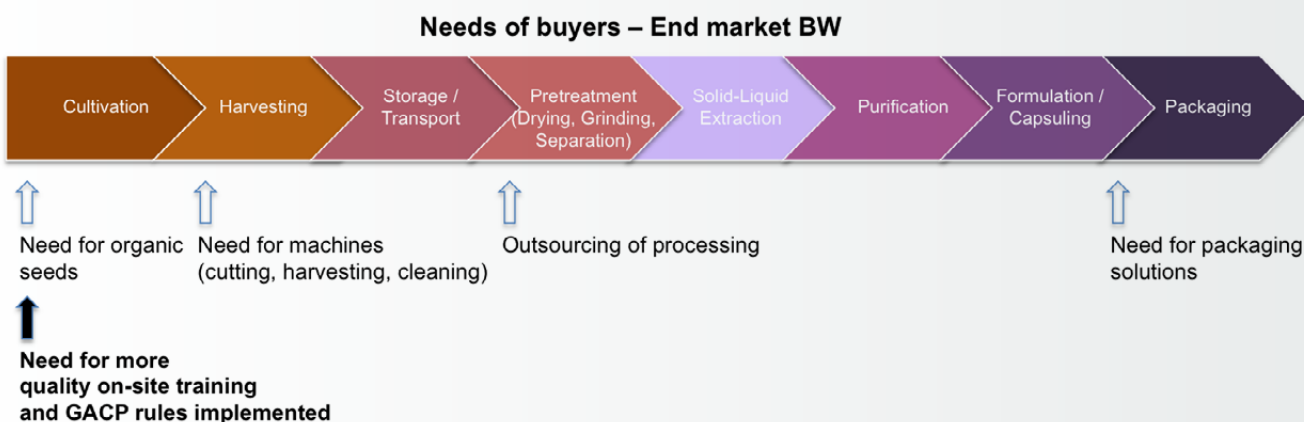 Needs of buyers – End market BW
Cultivation
Harvesting
Storage /
Transport
Pretreatment
(Drying, Grinding,
Separation)
Solid-Liquid
Extraction
Purification
Formulation /
Capsuling
Packaging
Need for organic
seeds
Need for machines
(cutting, harvesting, cleaning)
Outsourcing of processing
Need for packaging
solutions
Need for more
quality on-site training
and GACP rules implemented